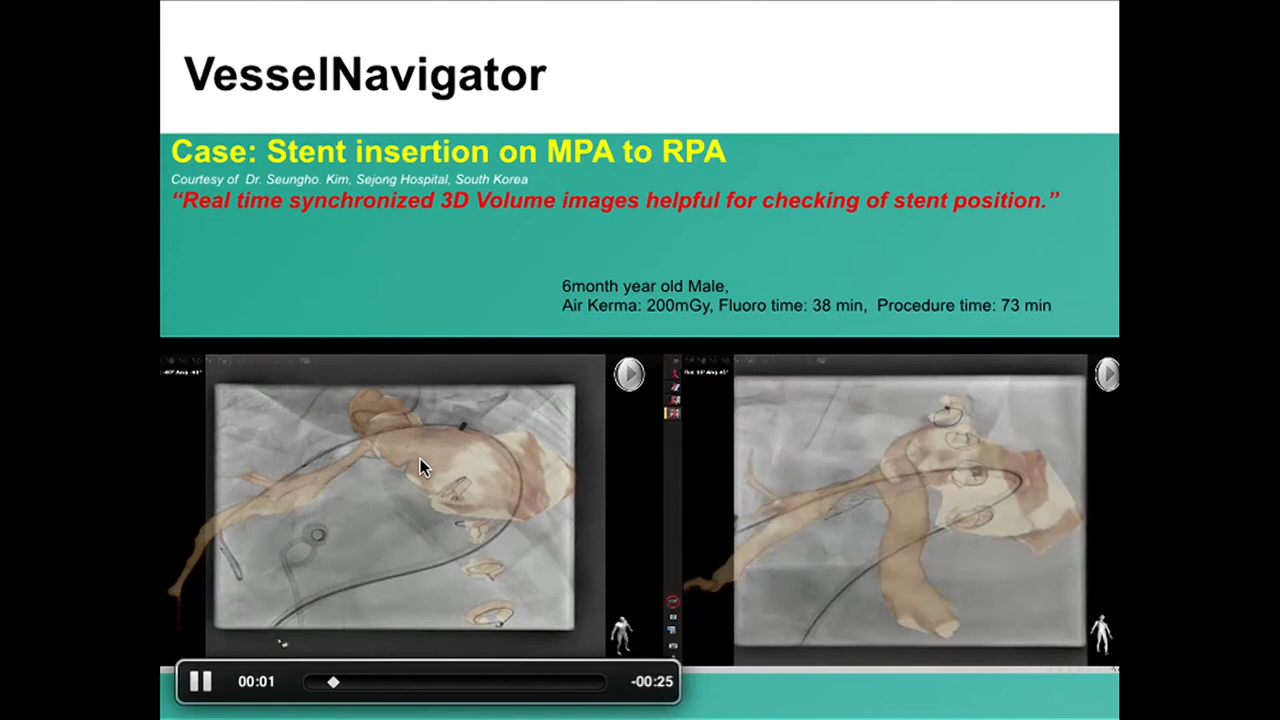 VesselNavigator
Case: Stent insertion on MPA to RPA
Courtesy of Dr. Seungho. Kim, Sejong Hospital, South Korea
“Real time synchronized 3D Volume images helpful for checking of stent position.”
6month year old Male,
Air Kerma: 200mGy, Fluoro time: 38 min, Procedure time: 73 min
00:01
-00:25